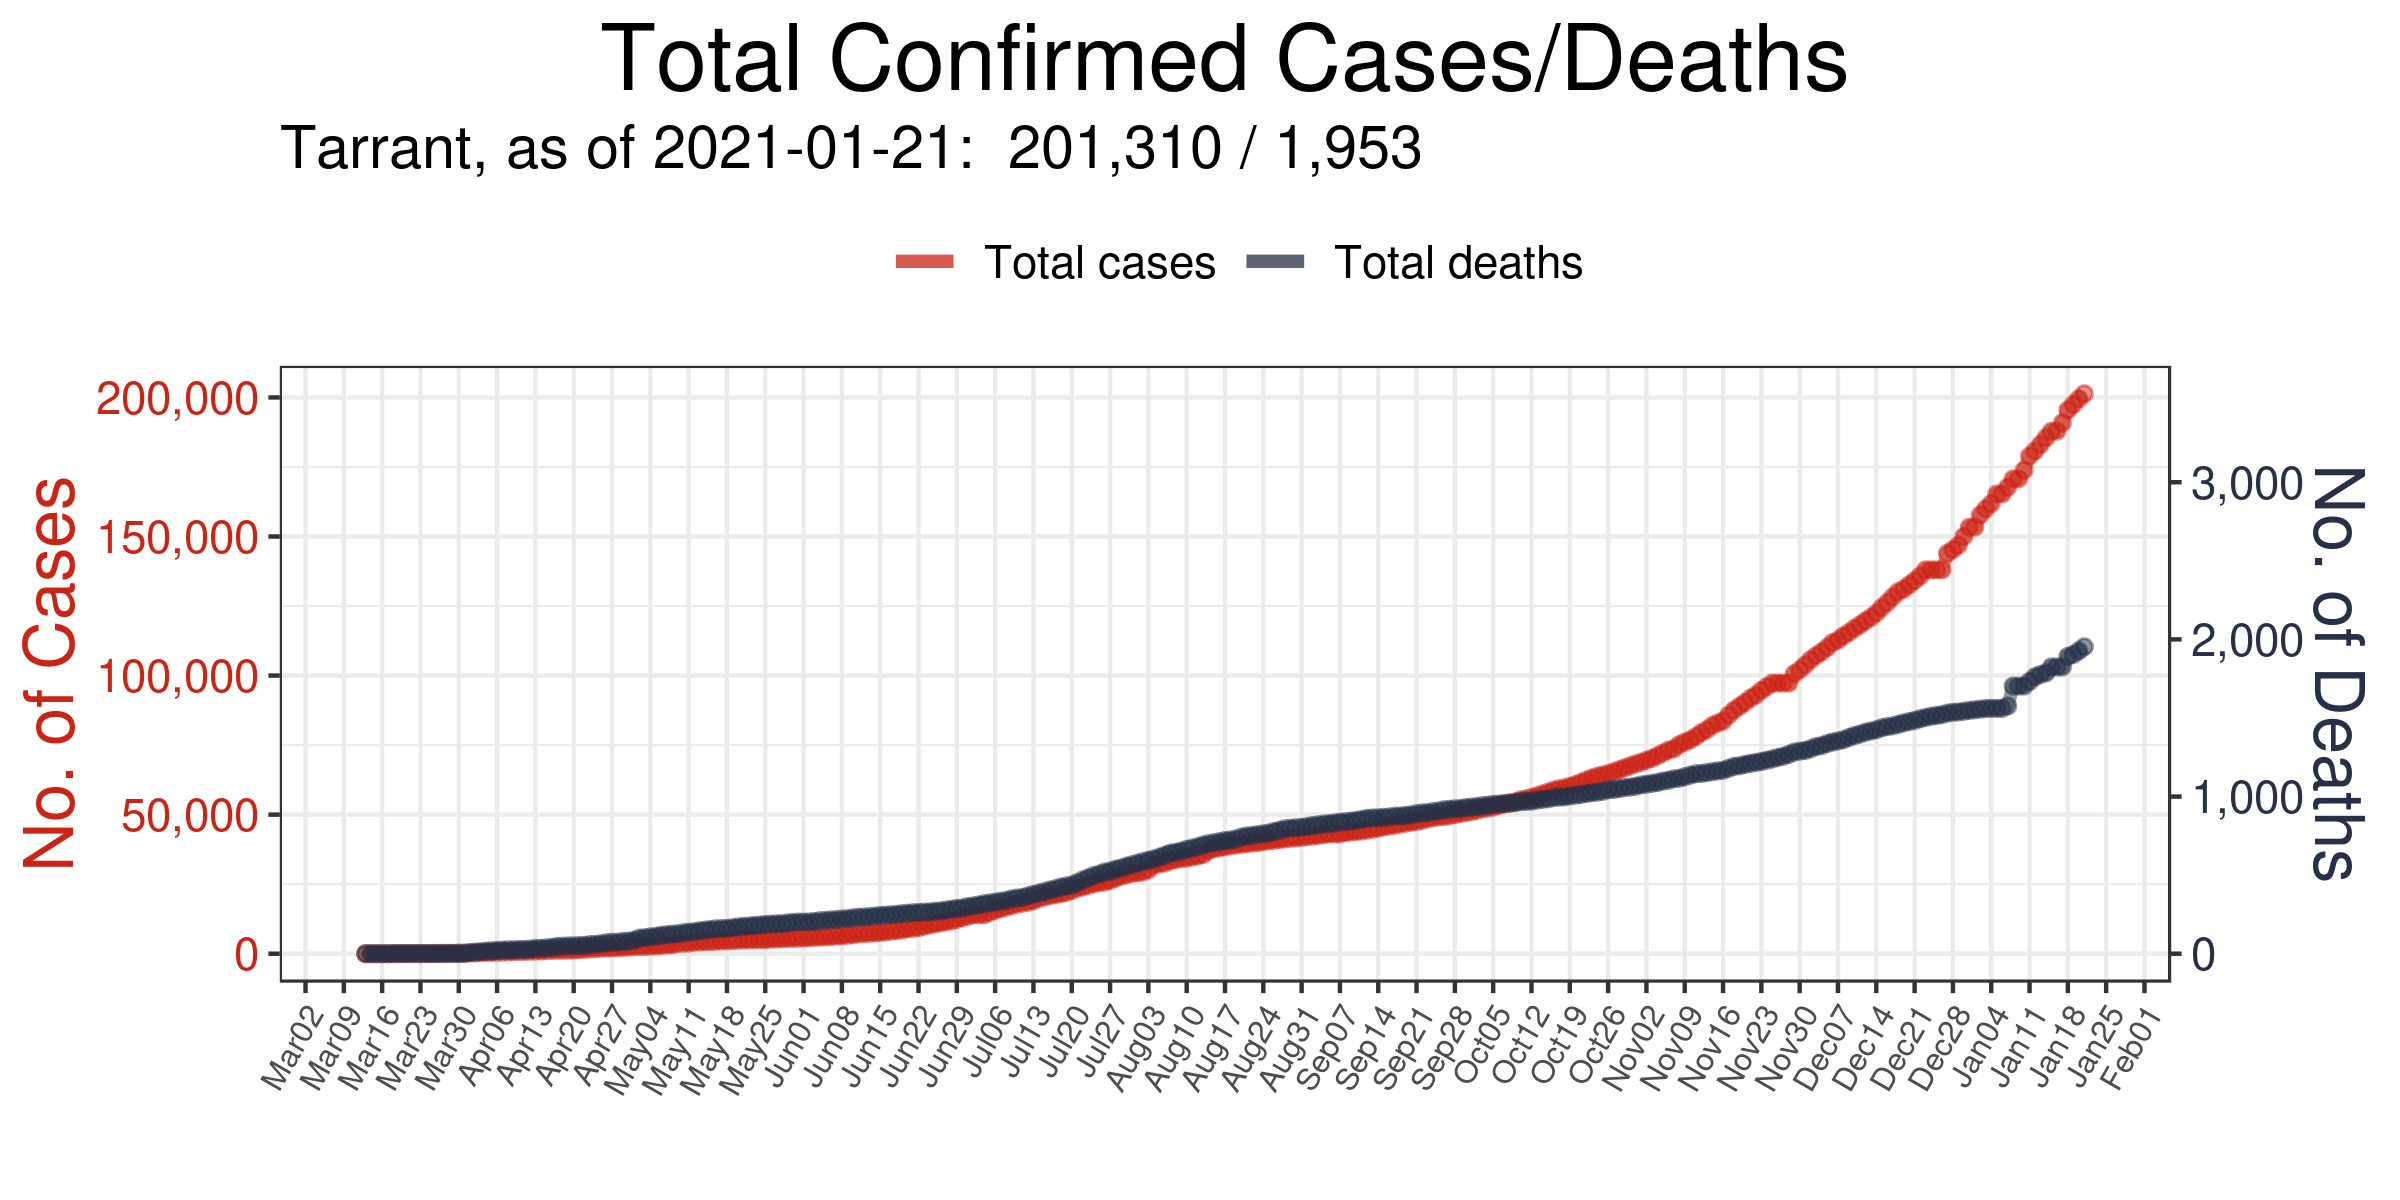 Total Confirmed Cases/Deaths
Tarrant, as of 2021-01-21:  201,310 / 1,953
Total cases
Total deaths
No. of Cases
200,000
150,000
100,000
50,000
0
3,000
2,000
1,000
0
No. of Deaths
Mar02
Mar09
Mar16
Mar23
Mar30
Apr06
Apr13
Apr20
Apr27
May04
May11
May18
May25
Jun01
Jun08
Jun15
Jun22
Jun29
Jul06
Jul13
Jul20
Jul27
Aug03
Aug10
Aug17
Aug24
Aug31
Sep07
Sep14
Sep21
Sep28
Oct05
Oct12
Oct19
Oct26
Nov02
Nov09
Nov16
Nov23
Nov30
Dec07
Dec14
Dec21
Dec28
Jan04
Jan11
Jan18
Jan25
Feb01